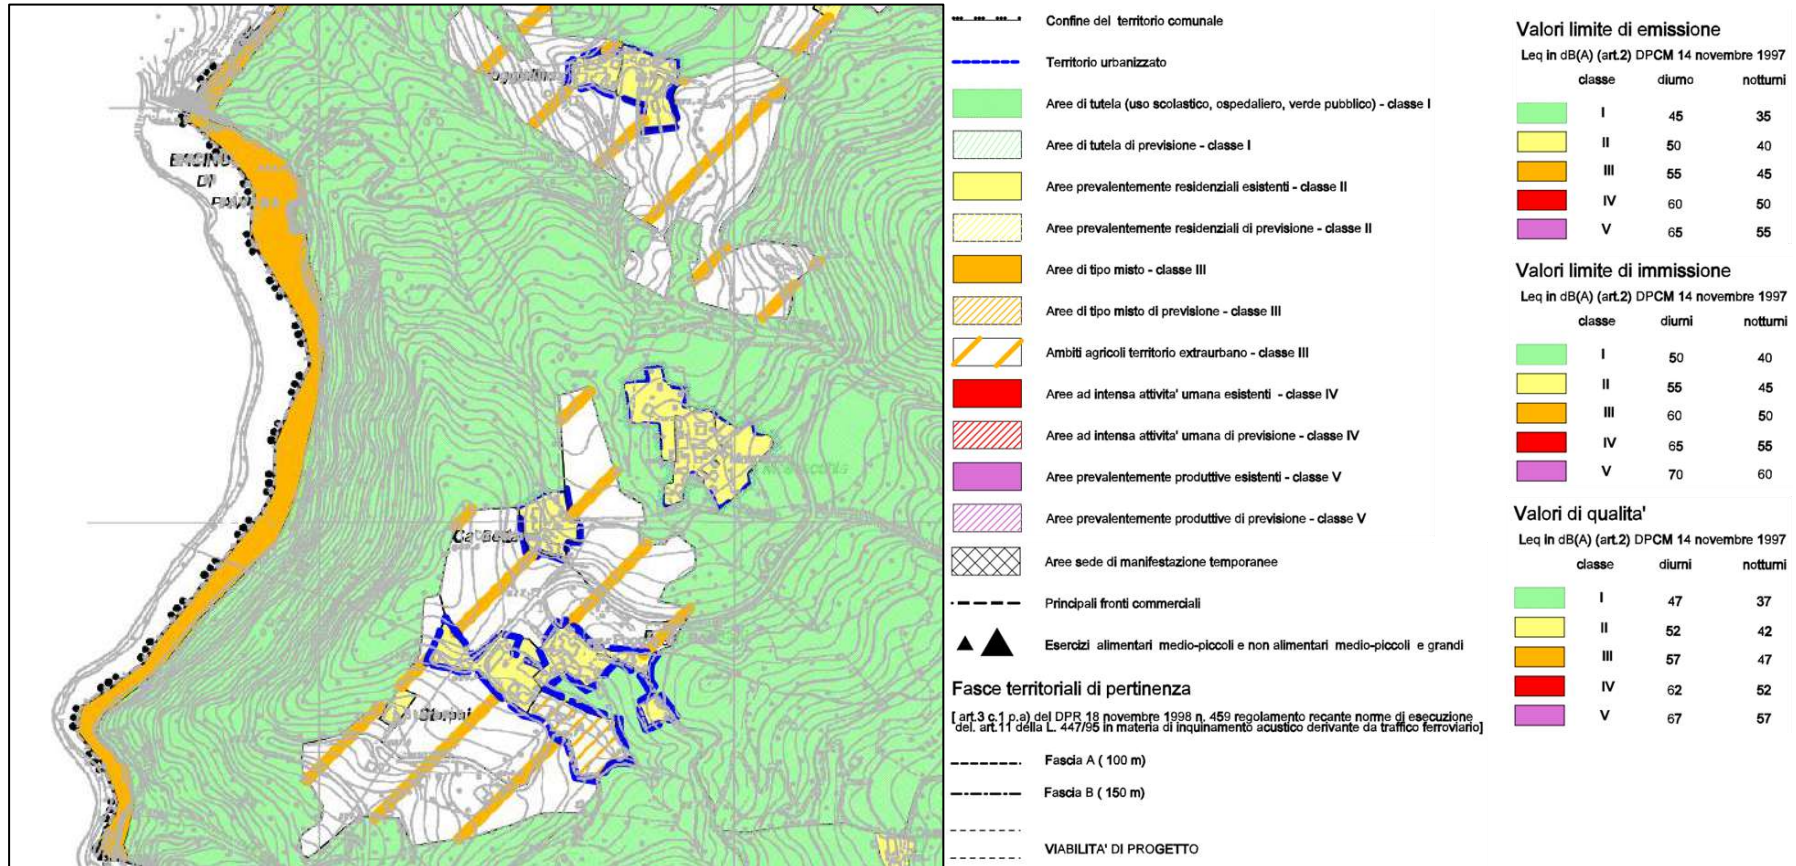 BACINO
DI
Ca' Bella
Confine del territorio comunale
Territorio urbanizzato
Aree di tutela (uso scolastico, ospedaliero, verde pubblico) - classe I
Aree di tutela di previsione - classe I
Aree prevalentemente residenziali esistenti - classe II
Aree prevalentemente residenziali di previsione - classe II
Aree di tipo misto - classe III
Aree di tipo misto di previsione - classe III
Ambiti agricoli territorio extraurbano - classe III
Aree ad intensa attivita' umana esistenti - classe IV
Aree ad intensa attivita' umana di previsione - classe IV
Aree prevalentemente produttive esistenti - classe V
Aree prevalentemente produttive di previsione - classe V
Aree sede di manifestazione temporanee
Principali fronti commerciali
Esercizi alimentari medio-piccoli e non alimentari medio-piccoli e grandi
Fasce territoriali di pertinenza
[ art.3 c.1 p.a) del DPR 18 novembre 1998 n. 459 regolamento recante norme di esecuzione
del. art.11 della L. 447/95 in materia di inquinamento acustico derivante da traffico ferroviario]
Fascia A ( 100 m)
Fascia B ( 150 m)
VIABILITA' DI PROGETTO
Valori limite di emissione
Leq in dB(A) (art.2) DPCM 14 novembre 1997
classe diurno notturni
I 45 35
II 50 40
III 55 45
IV 60 50
V 65 55
Valori limite di immissione
Leq in dB(A) (art.2) DPCM 14 novembre 1997
classe diurni notturni
I 50 40
II 55 45
III 60 50
IV 65 55
V 70 60
Valori di qualita'
Leq in dB(A) (art.2) DPCM 14 novembre 1997
classe diurni notturni
I 47 37
II 52 42
III 57 47
IV 62 52
V 67 57